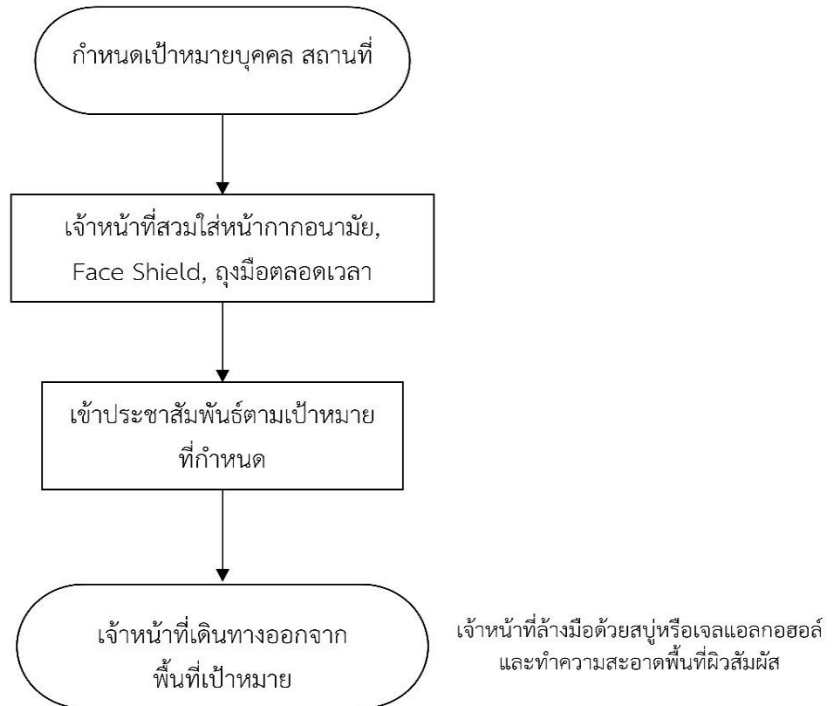 กำหนดเป้าหมายบุคคล สถานที่
เจ้าหน้าที่สวมใส่หน้ากากอนามัย,
Face Shield, ถุงมือตลอดเวลา
เข้าประชาสัมพันธ์ตามเป้าหมาย
ที่กำหนด
เจ้าหน้าที่เดินทางออกจาก
พื้นที่เป้าหมาย
เจ้าหน้าที่ล้างมือด้วยสบู่หรือเจลแอลกอฮอล์
และทำความสะอาดพื้นที่ผิวสัมผัส